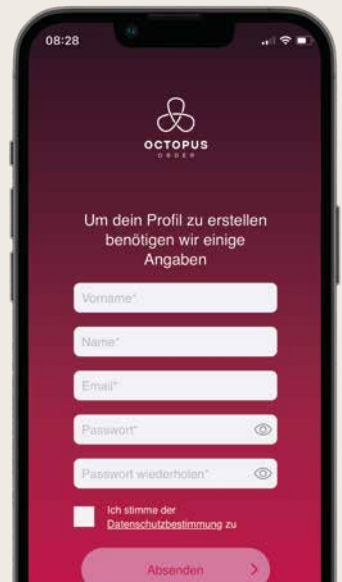 08:28
OCTOPUS
ORDER
Um dein Profil zu erstellen
benötigen wir einige
Angaben
Vorname*
Name*
Email*
Passwort*
Passwort wiederholen*
Ich stimme der
Datenschutzbestimmung zu
Absenden